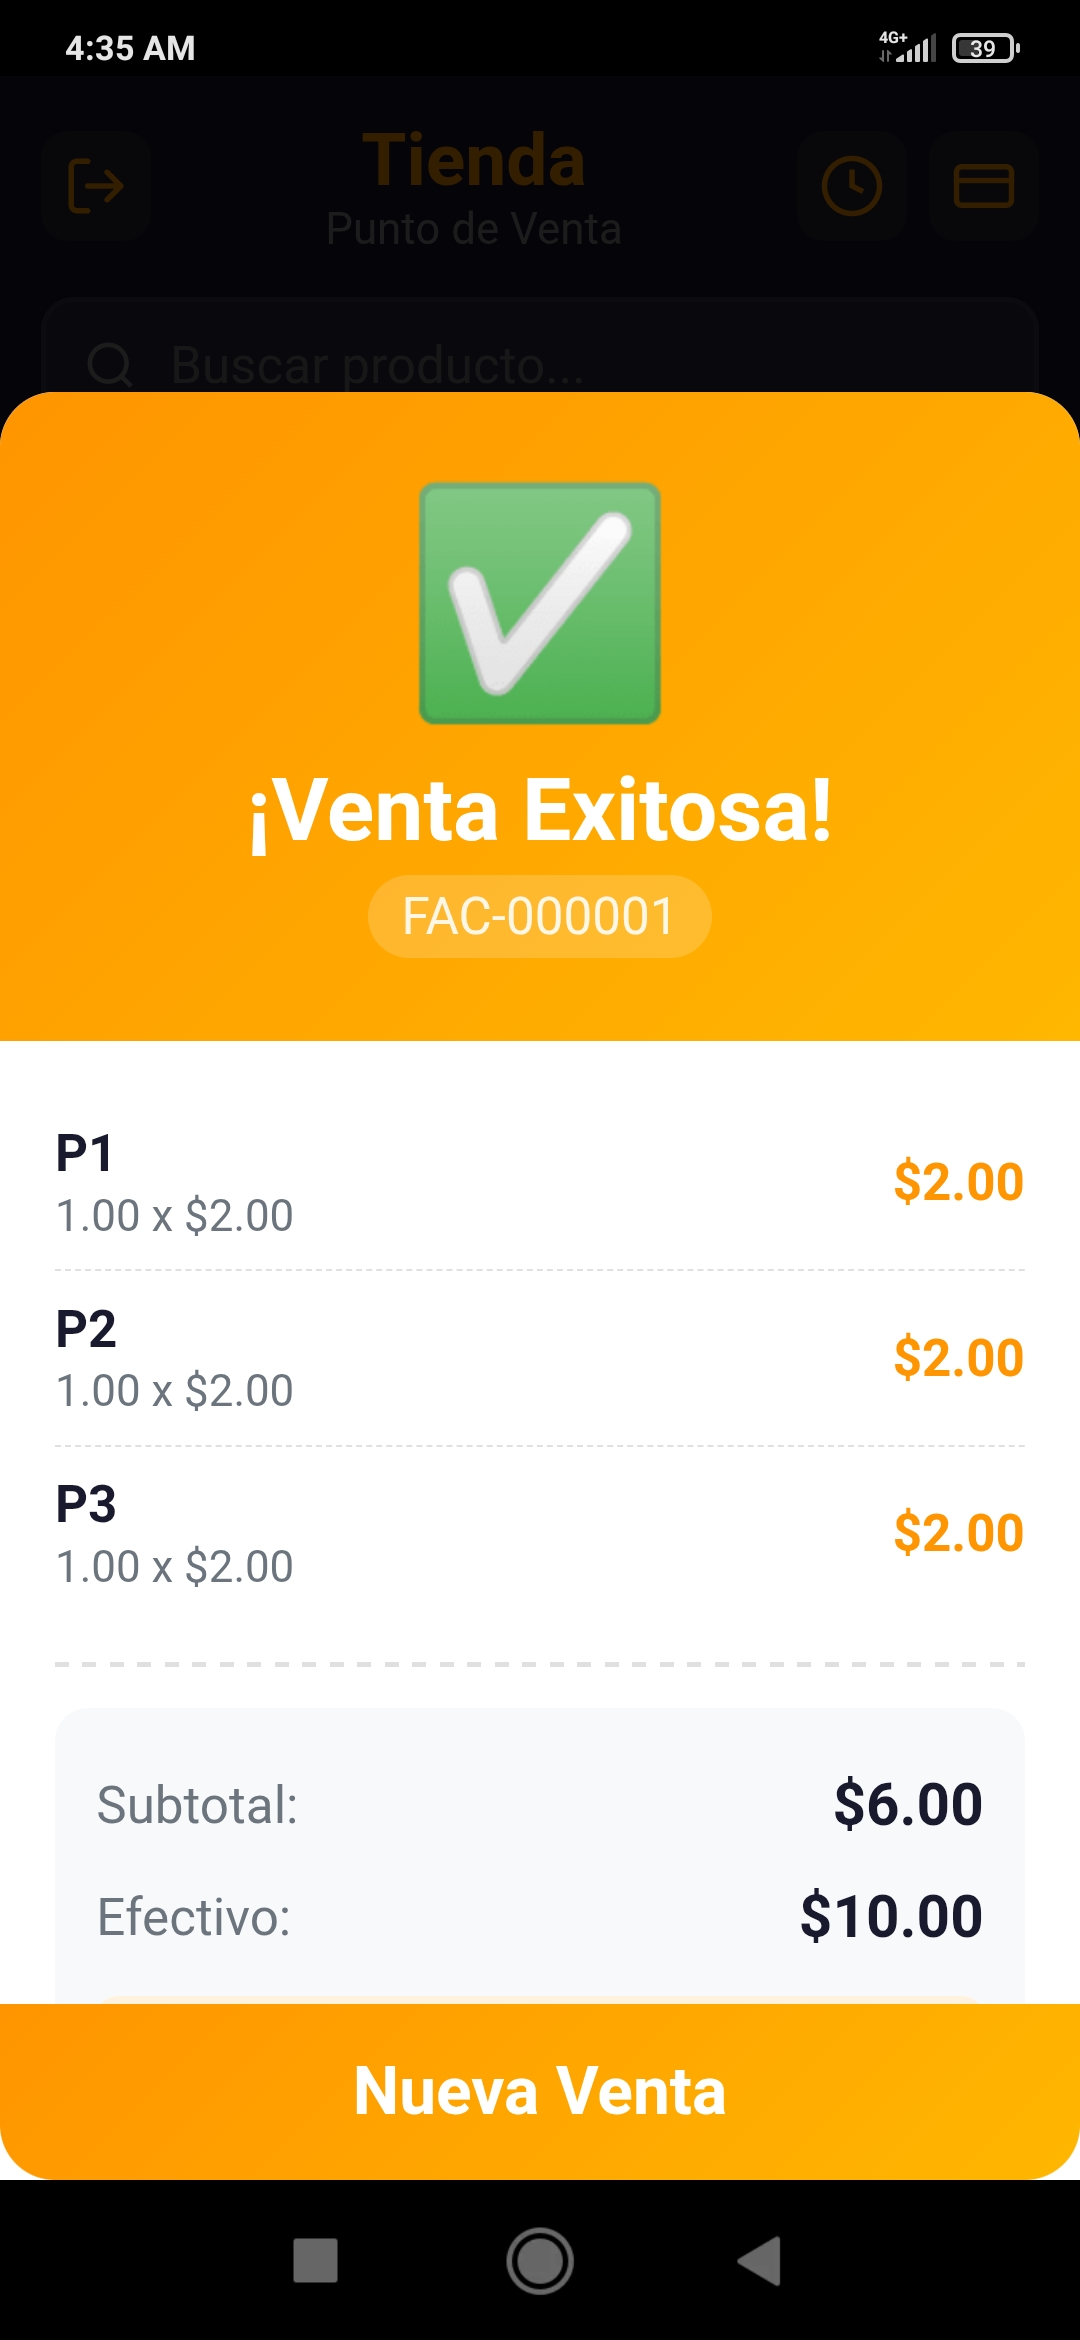 4:35 AM
4G+
39
Tienda
Punto de Venta
Buscar producto...
¡Venta Exitosa!
FAC-000001
P1
1.00 x $2.00
$2.00
P2
1.00 x $2.00
$2.00
P3
1.00 x $2.00
$2.00
Subtotal:
$6.00
Efectivo:
$10.00
Nueva Venta